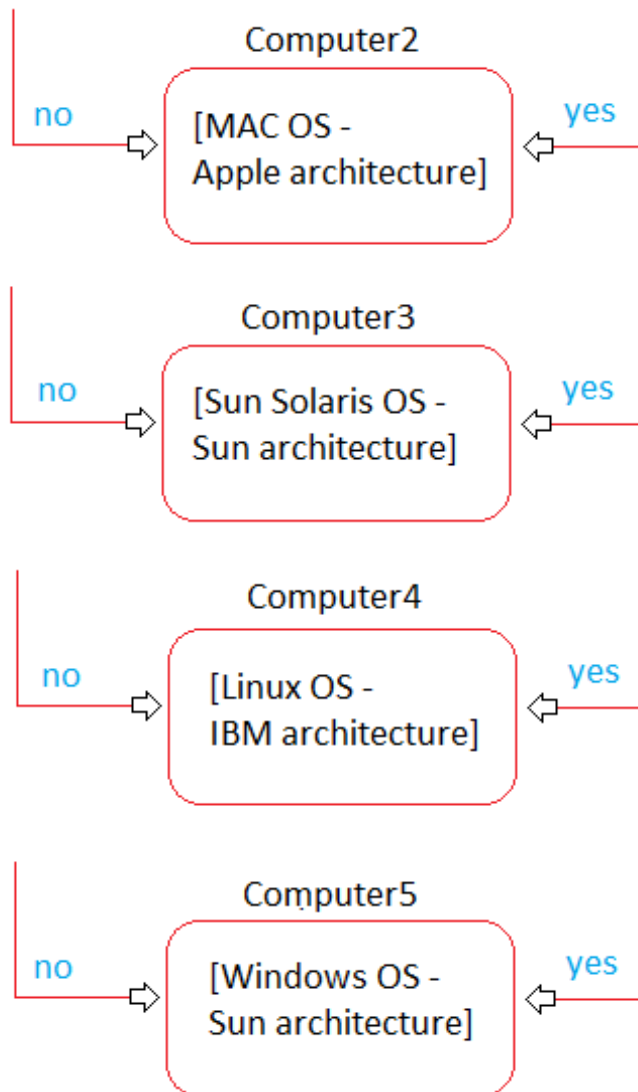 Computer2
no
[MAC OS -
Apple architecture]
yes
Computer3
no
[Sun Solaris OS -
Sun architecture]
yes
Computer4
no
[Linux OS -
IBM architecture]
yes
Computer5
no
[Windows OS -
Sun architecture]
yes